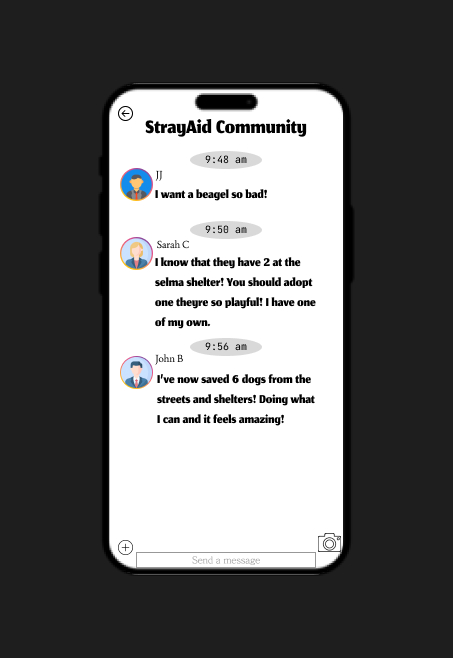 StrayAid Community
9:48 am
JJ
I want a beagel so bad!
9:50 am
Sarah C
I know that they have 2 at the
selma shelter! You should adopt
one theyre so playful! I have one
of my own.
9:56 am
John B
I've now saved 6 dogs from the
streets and shelters! Doing what
I can and it feels amazing!
Send a message